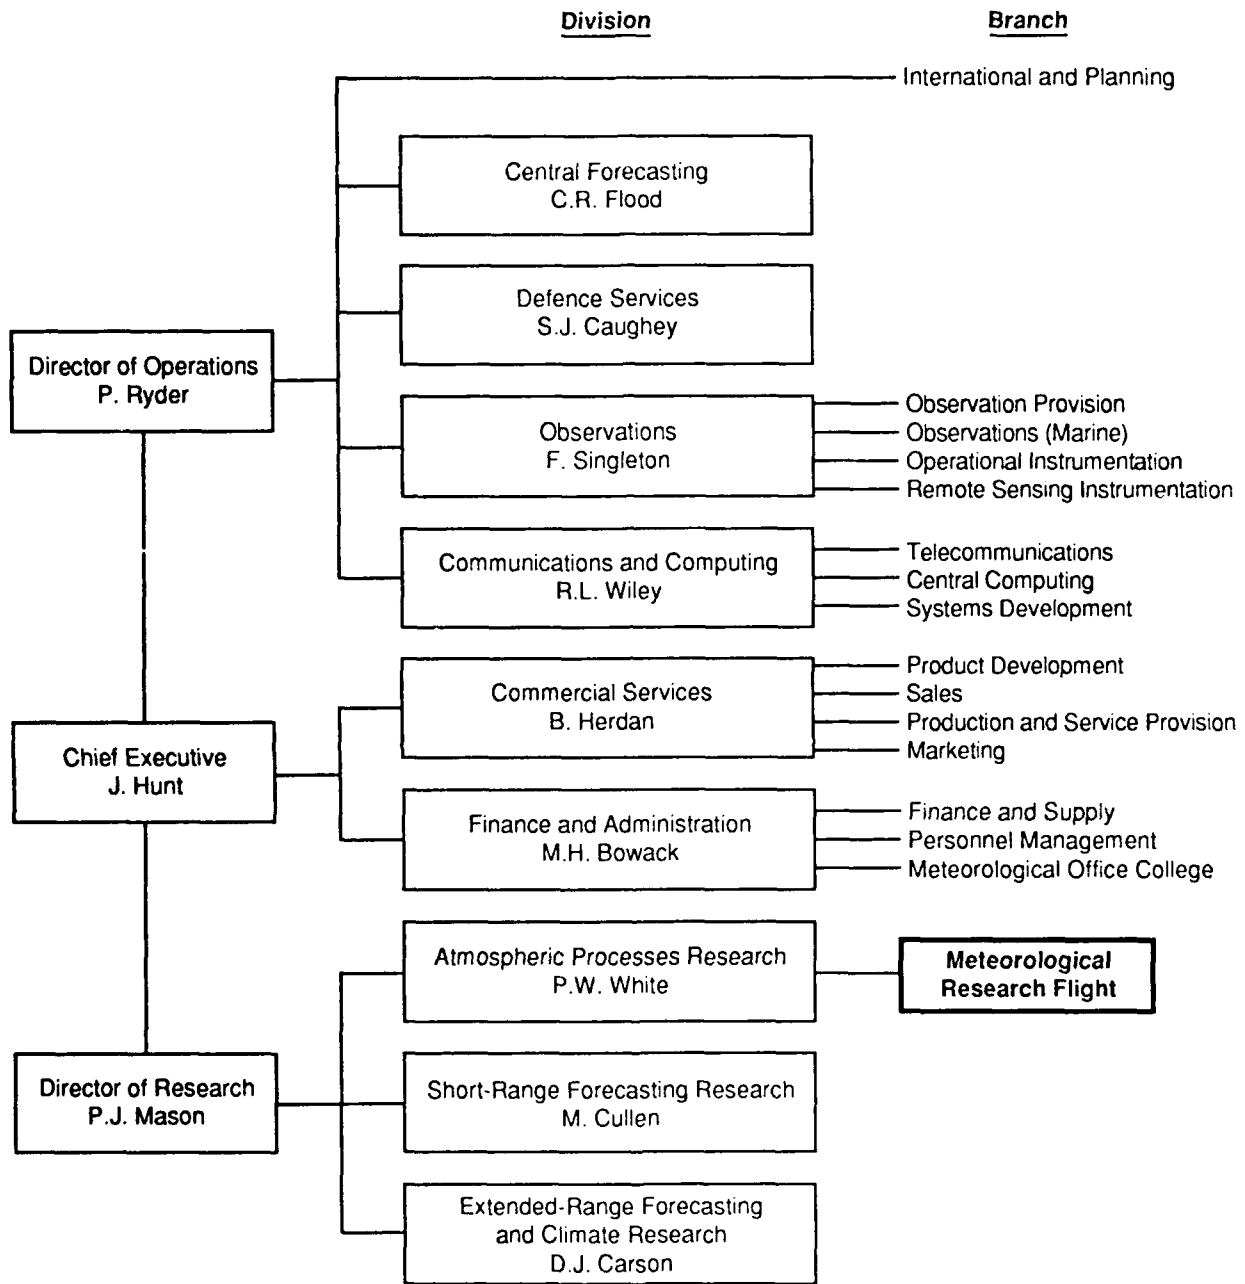 Division
Branch
International and Planning
Central Forecasting
C.R. Flood
Defence Services
S.J. Caughey
Director of Operations
P. Ryder
Observations
F. Singleton
Observation Provision
Observations (Marine)
Operational Instrumentation
Remote Sensing Instrumentation
Communications and Computing
R.L. Wiley
Telecommunications
Central Computing
Systems Development
Chief Executive
J. Hunt
Commercial Services
B. Herdan
Product Development
Sales
Production and Service Provision
Marketing
Finance and Administration
M.H. Bowack
Finance and Supply
Personnel Management
Meteorological Office College
Director of Research
P.J. Mason
Atmospheric Processes Research
P.W. White
Meteorological
Research Flight
Short-Range Forecasting Research
M. Cullen
Extended-Range Forecasting
and Climate Research
D.J. Carson